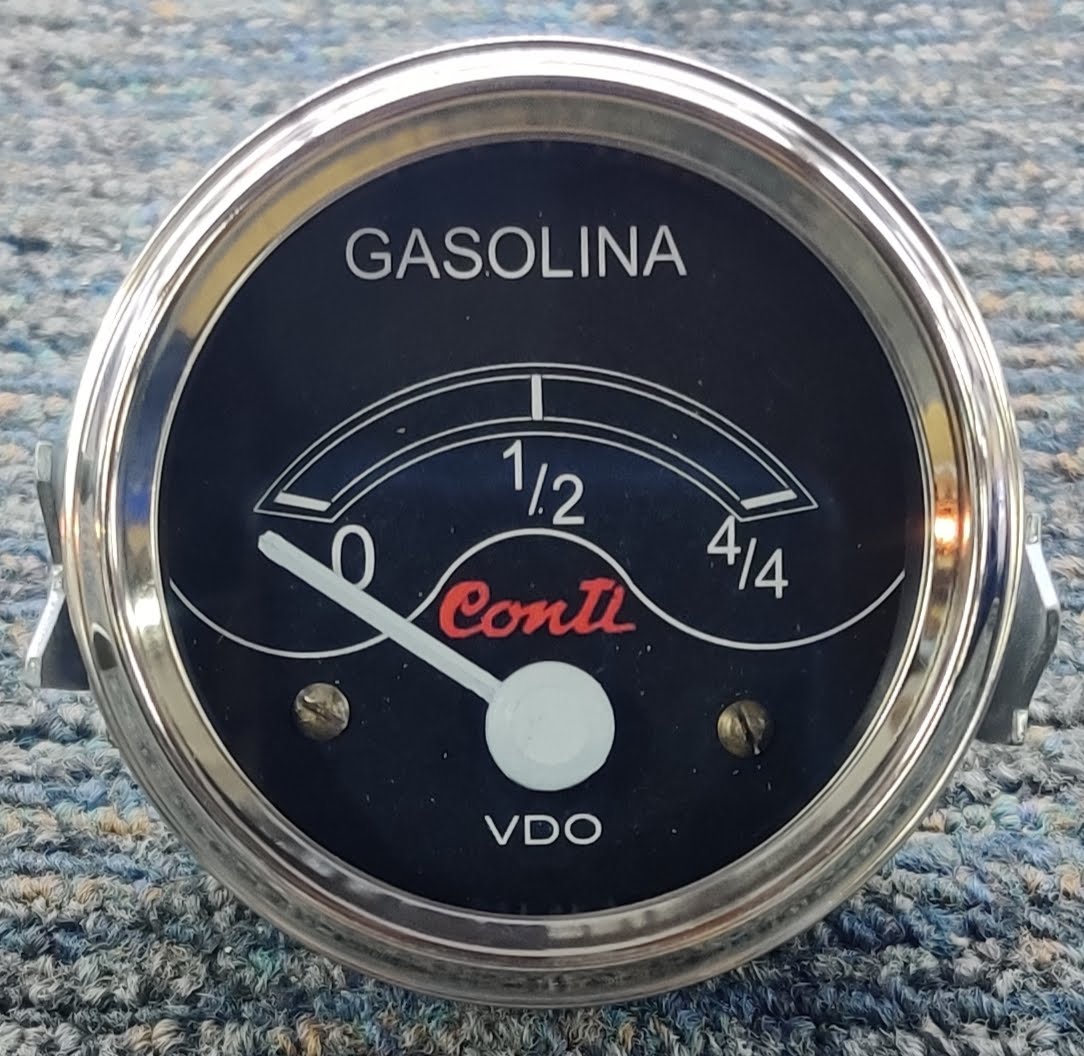 GASOLINA
1/2
0
4/4
Conti
VDO